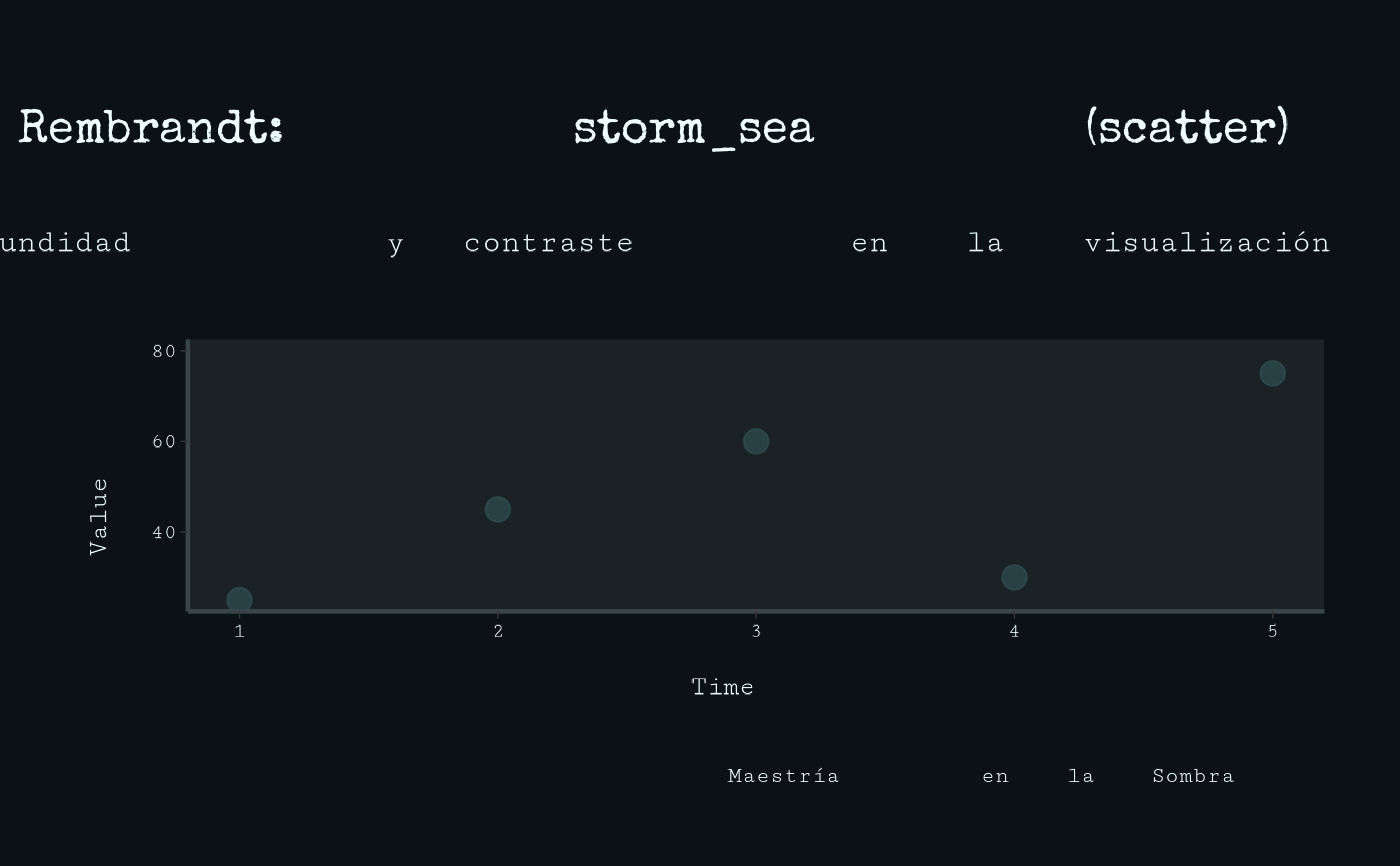 Rembrandt: storm_sea (scatter)
undidad y contraste en la visualización
80
60
40
Value
1 2 3 4 5
Time
Maestría en la Sombra